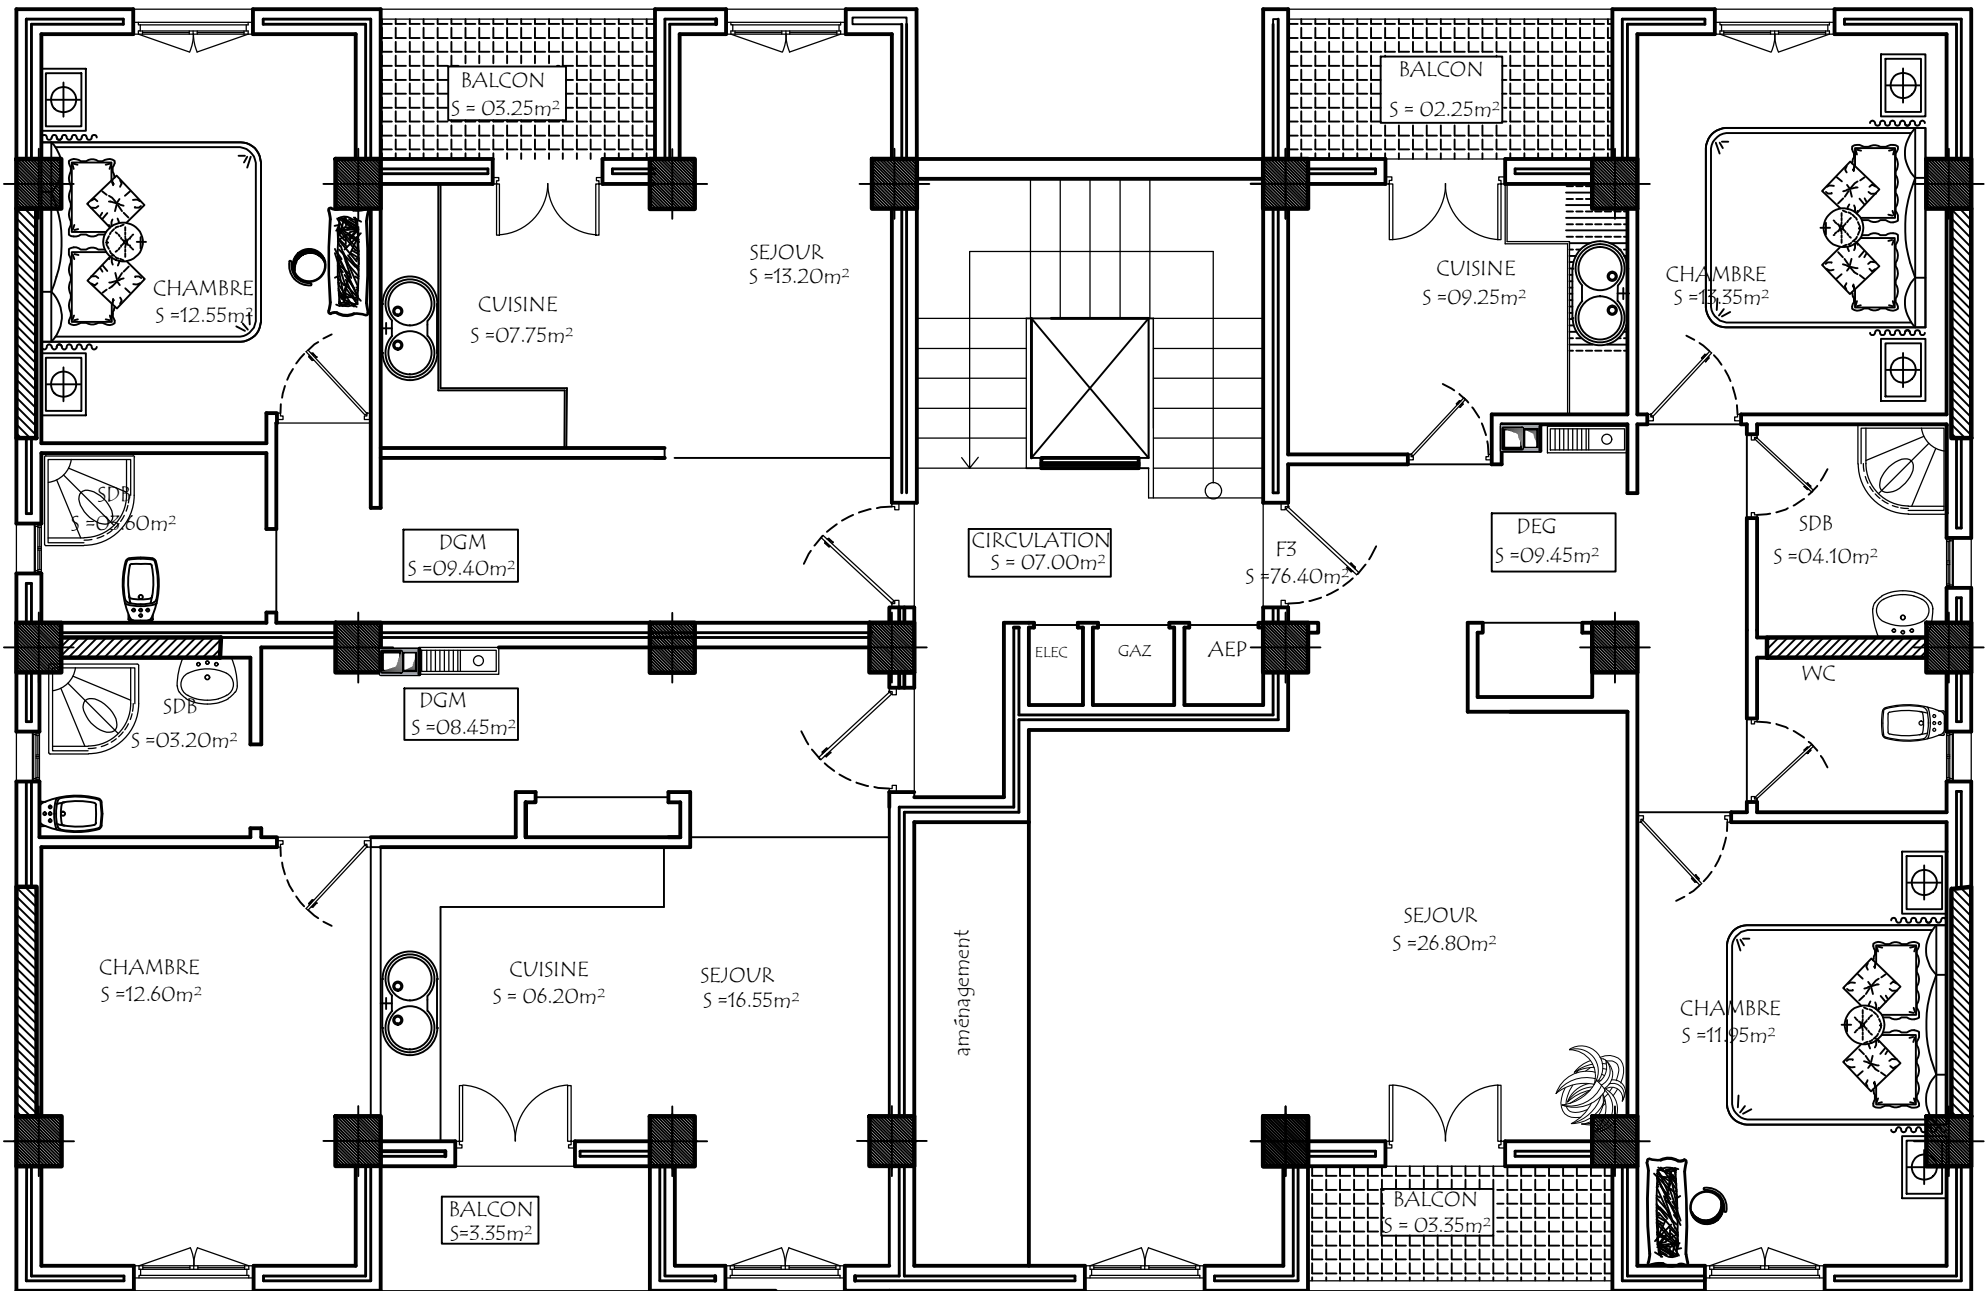 BALCON
S = 03.25m²
BALCON
S = 02.25m²
SEJOUR
S =13.20m²
CHAMBRE
S =12.55m²
CUISINE
S =07.75m²
CUISINE
S =09.25m²
CHAMBRE
S =13.35m²
SDB
S =03.60m²
DGM
S =09.40m²
CIRCULATION
S = 07.00m²
F3
S =76.40m²
DEG
S =09.45m²
SDB
S =04.10m²
ELEC
GAZ
AEP
WC
SDB
S =03.20m²
DGM
S =08.45m²
CHAMBRE
S =12.60m²
CUISINE
S = 06.20m²
SEJOUR
S =16.55m²
aménagement
SEJOUR
S =26.80m²
CHAMBRE
S =11.95m²
BALCON
S=3.35m²
BALCON
S = 03.35m²